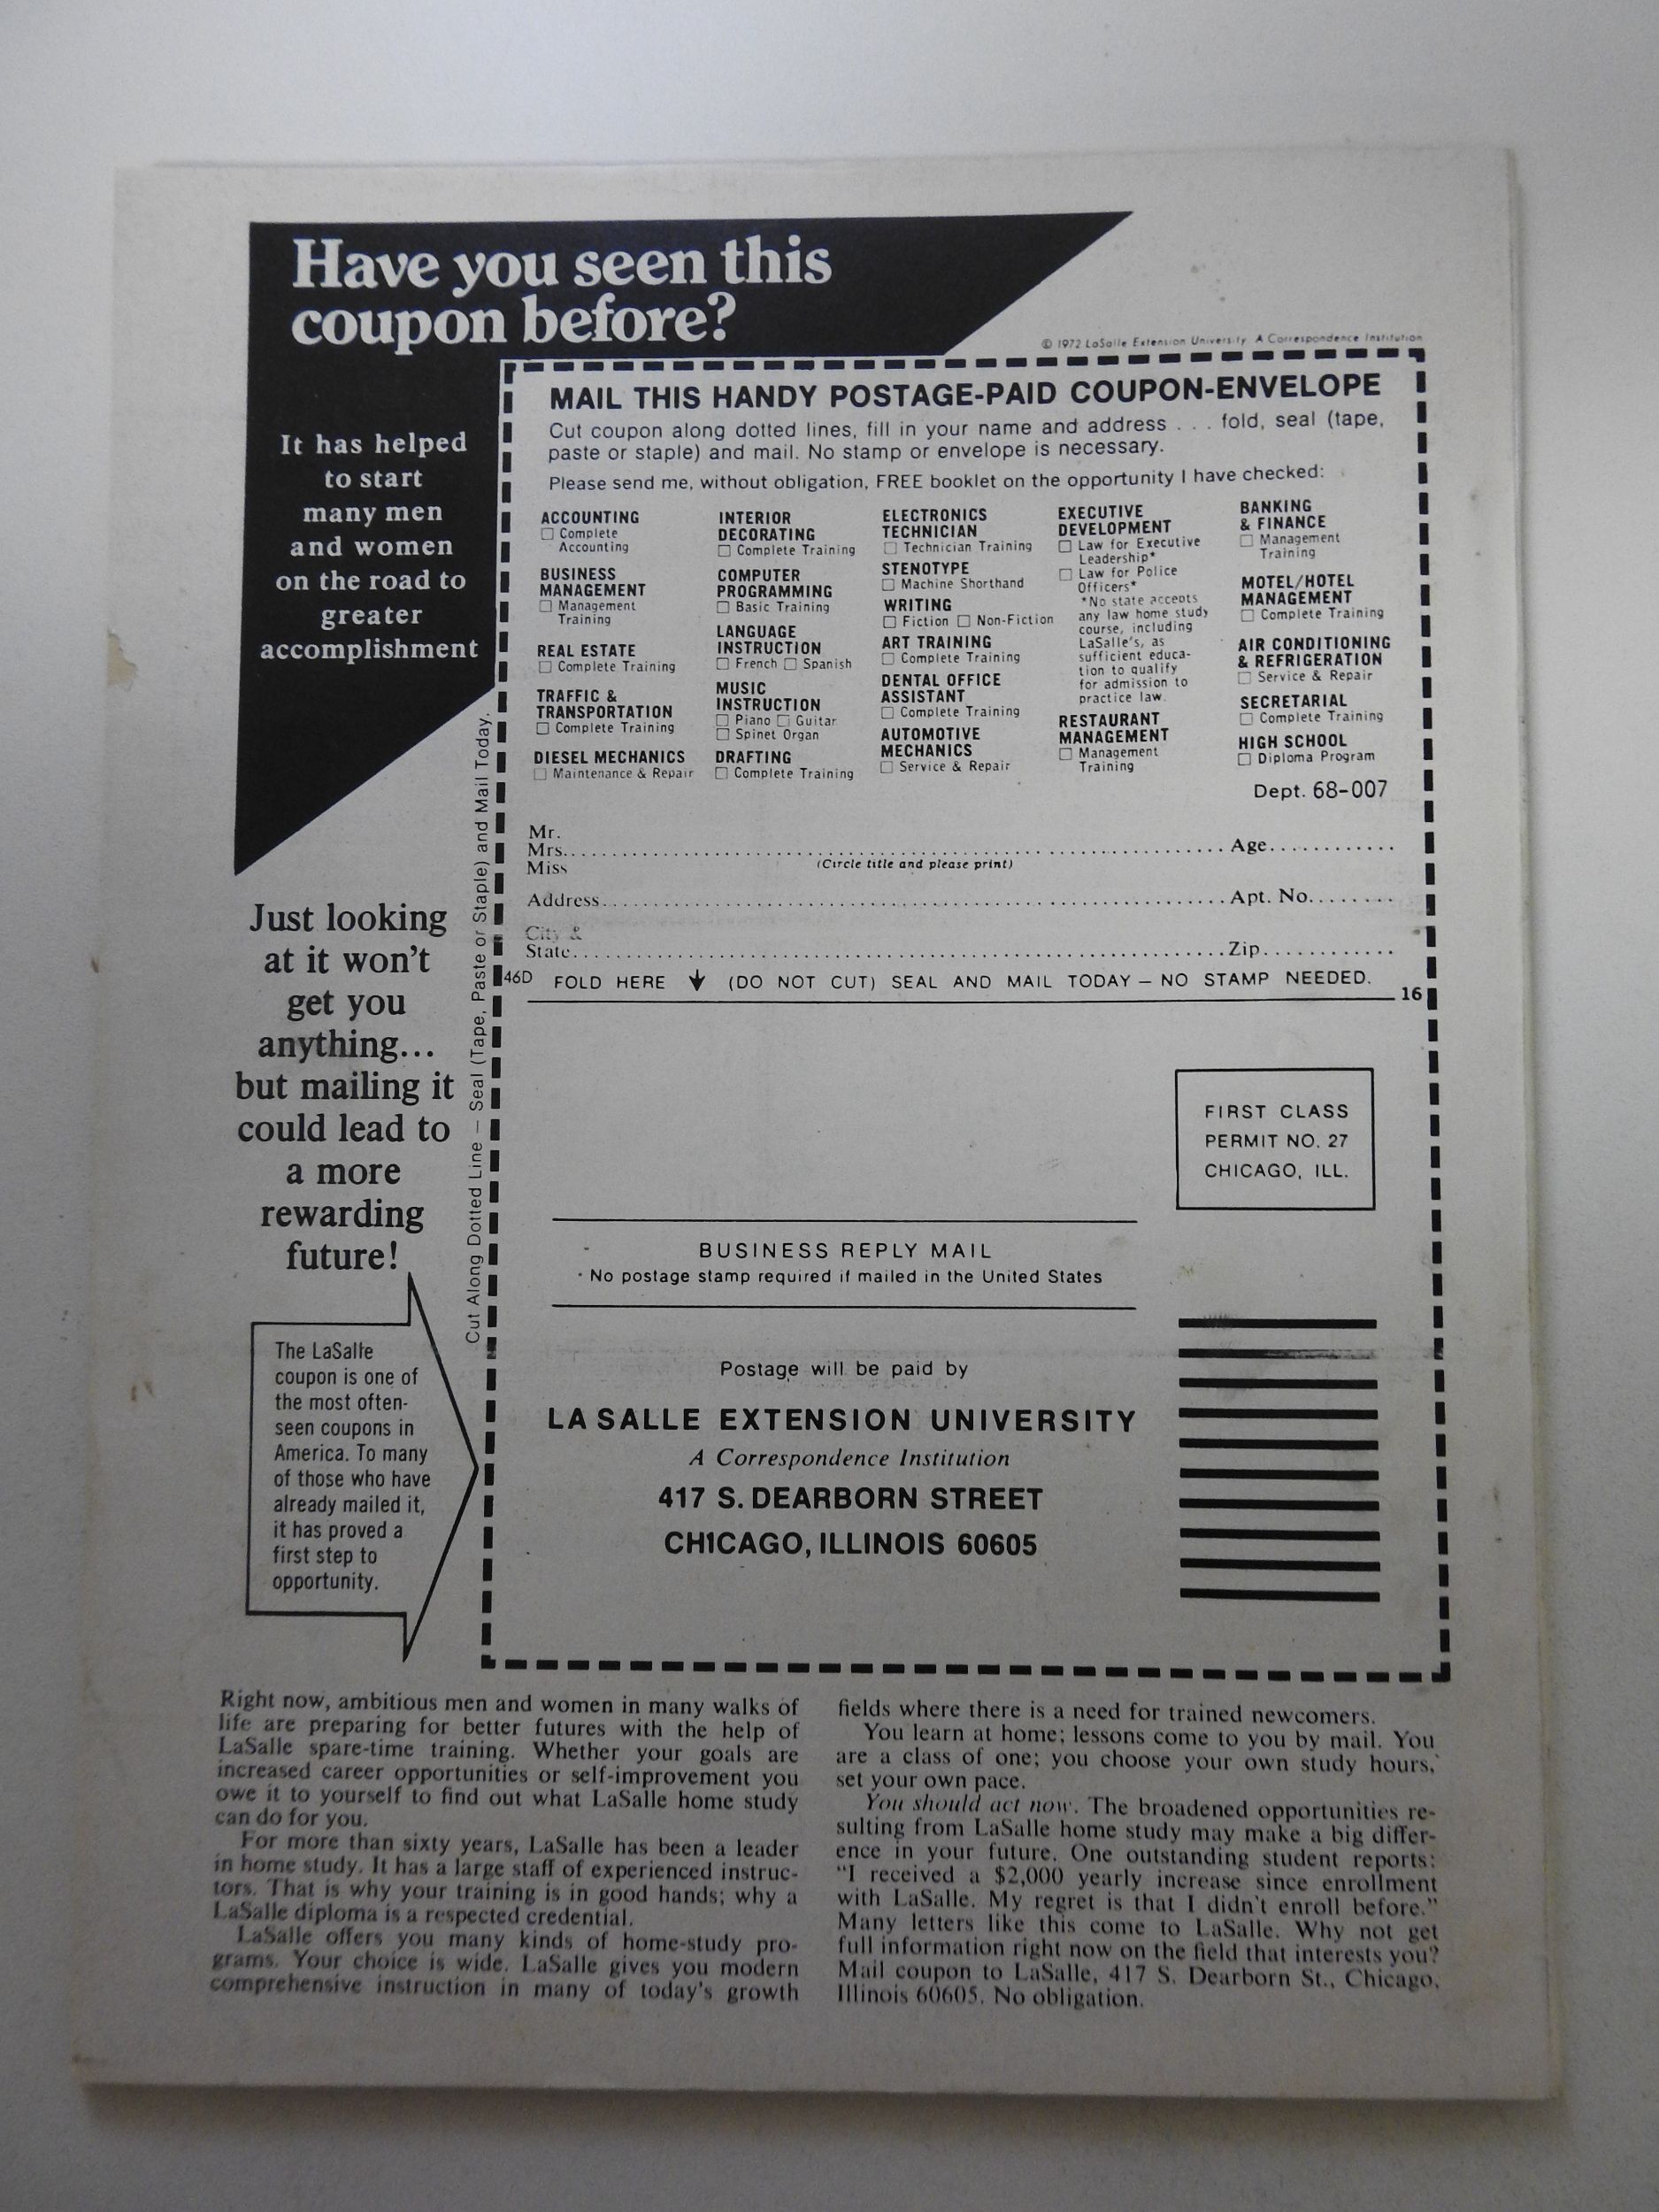 Have you seen this
coupon before?
© 1972 LaSalle Extension University A Correspondence Institution
It has helped
to start
many men
and women
on the road to
greater
accomplishment
MAIL THIS HANDY POSTAGE-PAID COUPON-ENVELOPE
Cut coupon along dotted lines, fill in your name and address . . . fold, seal (tape,
paste or staple) and mail. No stamp or envelope is necessary.
Please send me, without obligation, FREE booklet on the opportunity I have checked:
ACCOUNTING
☐ Complete
Accounting
BUSINESS
MANAGEMENT
☐ Management
Training
REAL ESTATE
☐ Complete Training
TRAFFIC &
TRANSPORTATION
☐ Complete Training
DIESEL MECHANICS
☐ Maintenance & Repair
INTERIOR
DECORATING
☐ Complete Training
COMPUTER
PROGRAMMING
☐ Basic Training
LANGUAGE
INSTRUCTION
☐ French ☐ Spanish
MUSIC
INSTRUCTION
☐ Piano ☐ Guitar
☐ Spinet Organ
DRAFTING
☐ Complete Training
ELECTRONICS
TECHNICIAN
☐ Technician Training
STENOTYPE
☐ Machine Shorthand
WRITING
☐ Fiction ☐ Non-Fiction
ART TRAINING
☐ Complete Training
DENTAL OFFICE
ASSISTANT
☐ Complete Training
AUTOMOTIVE
MECHANICS
☐ Service & Repair
EXECUTIVE
DEVELOPMENT
☐ Law for Executive
Leadership*
☐ Law for Police
Officers*
*No state accepts
any law home study
course, including
LaSalle's, as
sufficient educa-
tion to qualify
for admission to
practice law.
RESTAURANT
MANAGEMENT
☐ Management
Training
BANKING
& FINANCE
☐ Management
Training
MOTEL/HOTEL
MANAGEMENT
☐ Complete Training
AIR CONDITIONING
& REFRIGERATION
☐ Service & Repair
SECRETARIAL
☐ Complete Training
HIGH SCHOOL
☐ Diploma Program
Dept. 68-007
Mr.
Mrs. Age
Miss (Circle title and please print)
Address Apt. No.
City &
State Zip
46D FOLD HERE ↓ (DO NOT CUT) SEAL AND MAIL TODAY – NO STAMP NEEDED.
16
Cut Along Dotted Line – Seal (Tape, Paste or Staple) and Mail Today.
Just looking
at it won't
get you
anything...
but mailing it
could lead to
a more
rewarding
future!
FIRST CLASS
PERMIT NO. 27
CHICAGO, ILL.
BUSINESS REPLY MAIL
No postage stamp required if mailed in the United States
Postage will be paid by
LA SALLE EXTENSION UNIVERSITY
A Correspondence Institution
417 S. DEARBORN STREET
CHICAGO, ILLINOIS 60605
The LaSalle
coupon is one of
the most often-
seen coupons in
America. To many
of those who have
already mailed it,
it has proved a
first step to
opportunity.
Right now, ambitious men and women in many walks of
life are preparing for better futures with the help of
LaSalle spare-time training. Whether your goals are
increased career opportunities or self-improvement you
owe it to yourself to find out what LaSalle home study
can do for you.
For more than sixty years, LaSalle has been a leader
in home study. It has a large staff of experienced instruc-
tors. That is why your training is in good hands; why a
LaSalle diploma is a respected credential.
LaSalle offers you many kinds of home-study pro-
grams. Your choice is wide. LaSalle gives you modern
comprehensive instruction in many of today's growth
fields where there is a need for trained newcomers.
You learn at home; lessons come to you by mail. You
are a class of one; you choose your own study hours,
set your own pace.
You should act now. The broadened opportunities re-
sulting from LaSalle home study may make a big differ-
ence in your future. One outstanding student reports:
"I received a $2,000 yearly increase since enrollment
with LaSalle. My regret is that I didn't enroll before."
Many letters like this come to LaSalle. Why not get
full information right now on the field that interests you?
Mail coupon to LaSalle, 417 S. Dearborn St., Chicago,
Illinois 60605. No obligation.